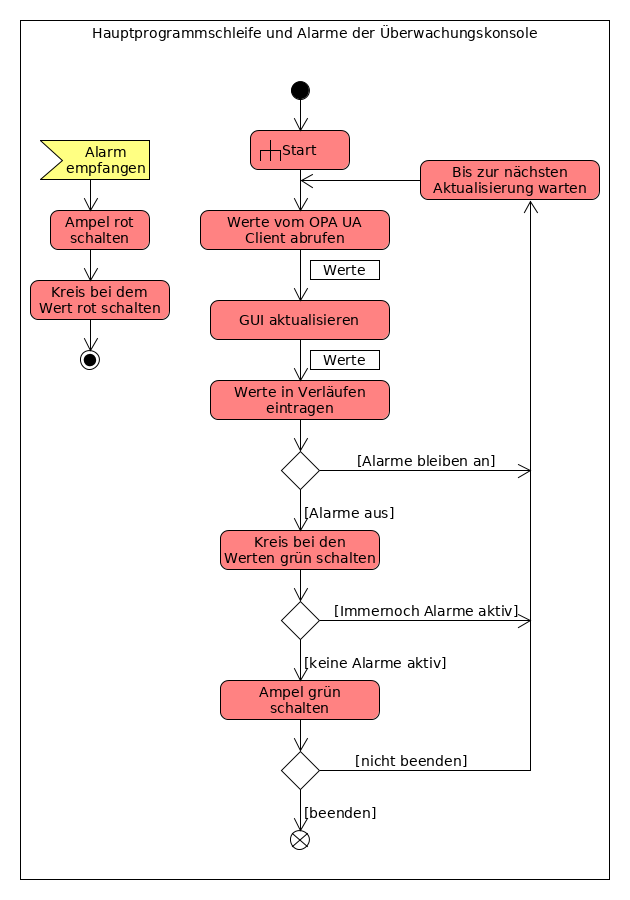 Hauptprogrammschleife und Alarme der Überwachungskonsole
Alarm
empfangen
Ampel rot
schalten
Kreis bei dem
Wert rot schalten
Start
Bis zur nächsten
Aktualisierung warten
Werte vom OPA UA
Client abrufen
Werte
GUI aktualisieren
Werte
Werte in Verläufen
eintragen
[Alarme bleiben an]
[Alarme aus]
Kreis bei den
Werten grün schalten
[Immernoch Alarme aktiv]
[keine Alarme aktiv]
Ampel grün
schalten
[nicht beenden]
[beenden]